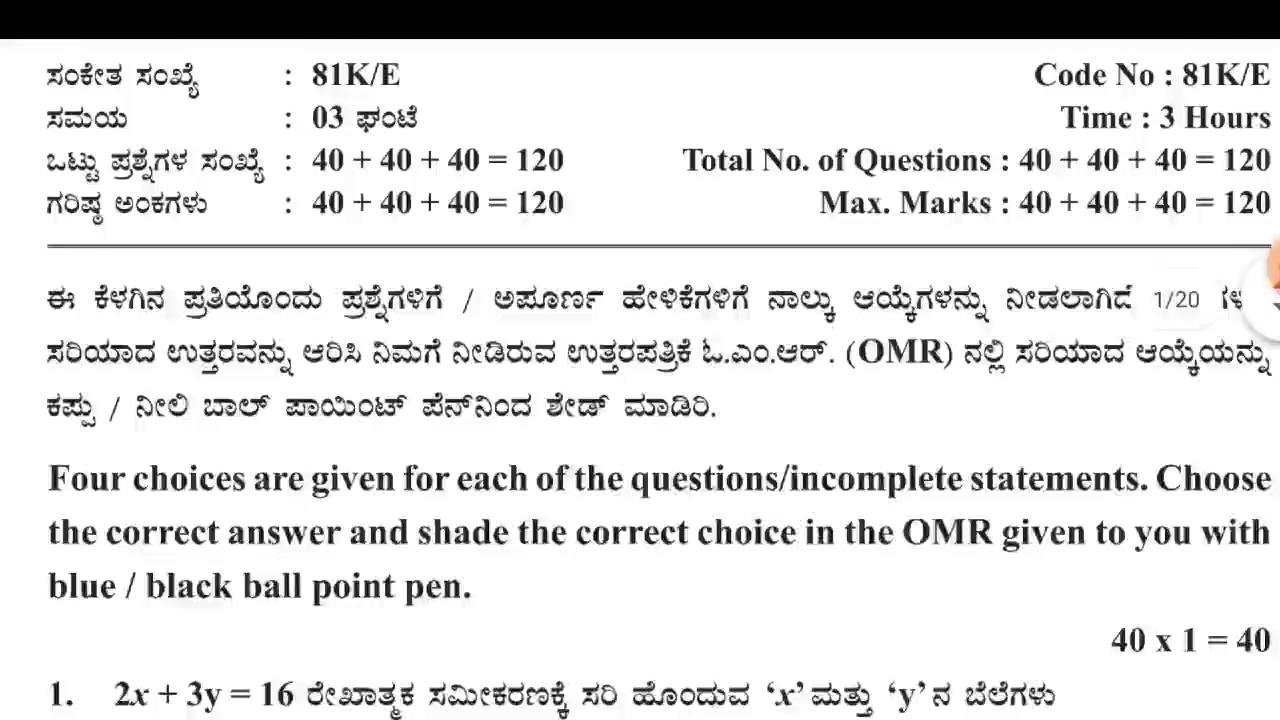 ಸಂಕೇತ ಸಂಖ್ಯೆ : 81K/E Code No : 81K/E
ಸಮಯ : 03 ಘಂಟೆ Time : 3 Hours
ಒಟ್ಟು ಪ್ರಶ್ನೆಗಳ ಸಂಖ್ಯೆ : 40 + 40 + 40 = 120 Total No. of Questions : 40 + 40 + 40 = 120
ಗರಿಷ್ಠ ಅಂಕಗಳು : 40 + 40 + 40 = 120 Max. Marks : 40 + 40 + 40 = 120
ಈ ಕೆಳಗಿನ ಪ್ರತಿಯೊಂದು ಪ್ರಶ್ನೆಗಳಿಗೆ / ಅಪೂರ್ಣ ಹೇಳಿಕೆಗಳಿಗೆ ನಾಲ್ಕು ಆಯ್ಕೆಗಳನ್ನು ನೀಡಲಾಗಿದೆ 1/20
ಸರಿಯಾದ ಉತ್ತರವನ್ನು ಆರಿಸಿ ನಿಮಗೆ ನೀಡಿರುವ ಉತ್ತರಪತ್ರಿಕೆ ಓ.ಎಂ.ಆರ್. (OMR) ನಲ್ಲಿ ಸರಿಯಾದ ಆಯ್ಕೆಯನ್ನು
ಕಪ್ಪು / ನೀಲಿ ಬಾಲ್ ಪಾಯಿಂಟ್ ಪೆನ್‌ನಿಂದ ಶೇಡ್ ಮಾಡಿರಿ.
Four choices are given for each of the questions/incomplete statements. Choose
the correct answer and shade the correct choice in the OMR given to you with
blue / black ball point pen.
40 x 1 = 40
1. 2x + 3y = 16 ರೇಖಾತ್ಮಕ ಸಮೀಕರಣಕ್ಕೆ ಸರಿ ಹೊಂದುವ ‘x’ ಮತ್ತು ‘y’ ನ ಬೆಲೆಗಳು